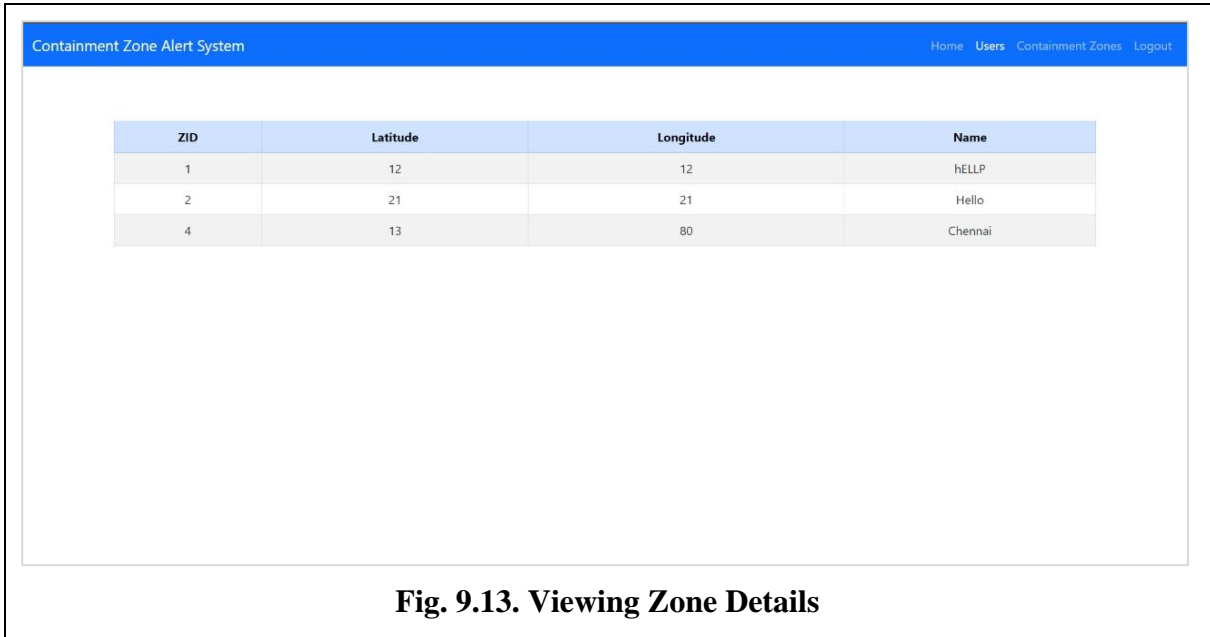 Containment Zone Alert System Home Users Containment Zones Logout
ZID Latitude Longitude Name
1 12 12 hELLP
2 21 21 Hello
4 13 80 Chennai
Fig. 9.13. Viewing Zone Details